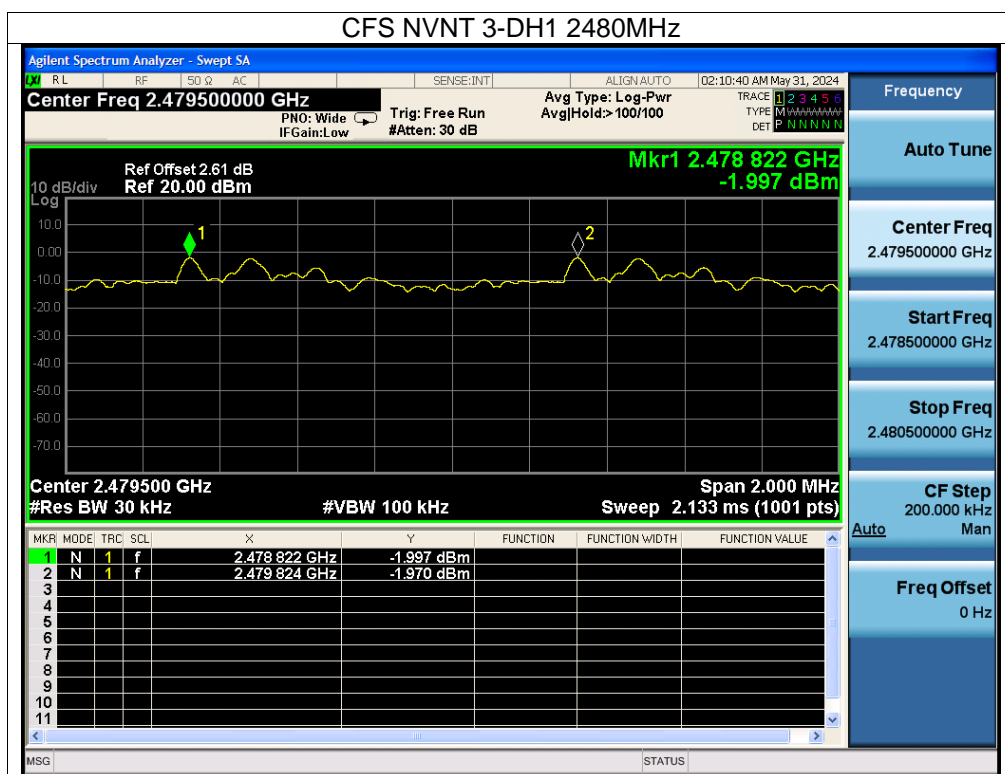 CFS NVNT 3-DH1 2480MHz
Agilent Spectrum Analyzer - Swept SA
LXI RL RF 50 Ω AC SENSE:INT ALIGN AUTO 02:10:40 AM May 31, 2024
Center Freq 2.479500000 GHz
PNO: Wide
IFGain:Low
Trig: Free Run
#Atten: 30 dB
Avg Type: Log-Pwr
Avg|Hold:>100/100
TRACE 1 2 3 4 5 6
TYPE M
DET P N N N N N
Mkr1 2.478 822 GHz
-1.997 dBm
Ref Offset 2.61 dB
10 dB/div Ref 20.00 dBm
Log
10.0
0.00
-10.0
-20.0
-30.0
-40.0
-50.0
-60.0
-70.0
1
2
Center 2.479500 GHz Span 2.000 MHz
#Res BW 30 kHz #VBW 100 kHz Sweep 2.133 ms (1001 pts)
MKR MODE TRC SCL X Y FUNCTION FUNCTION WIDTH FUNCTION VALUE
1 N 1 f 2.478 822 GHz -1.997 dBm
2 N 1 f 2.479 824 GHz -1.970 dBm
3
4
5
6
7
8
9
10
11
MSG STATUS
Frequency
Auto Tune
Center Freq
2.479500000 GHz
Start Freq
2.478500000 GHz
Stop Freq
2.480500000 GHz
CF Step
200.000 kHz
Auto Man
Freq Offset
0 Hz